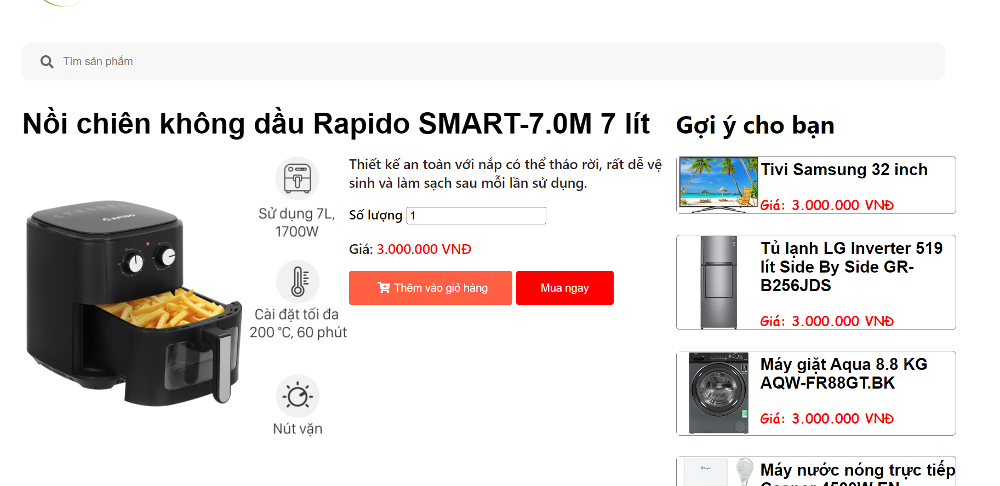 Tìm sản phẩm
Nồi chiên không dầu Rapido SMART-7.0M 7 lít
RAPIDO
Sử dụng 7L,
1700W
Cài đặt tối đa
200 °C, 60 phút
Nút vặn
Thiết kế an toàn với nắp có thể tháo rời, rất dễ vệ
sinh và làm sạch sau mỗi lần sử dụng.
Số lượng 1
Giá: 3.000.000 VNĐ
Thêm vào giỏ hàng
Mua ngay
Gợi ý cho bạn
Tivi Samsung 32 inch
Giá: 3.000.000 VNĐ
Tủ lạnh LG Inverter 519
lít Side By Side GR-
B256JDS
Giá: 3.000.000 VNĐ
Máy giặt Aqua 8.8 KG
AQW-FR88GT.BK
Giá: 3.000.000 VNĐ
Máy nước nóng trực tiếp
Casper 4500W EN-